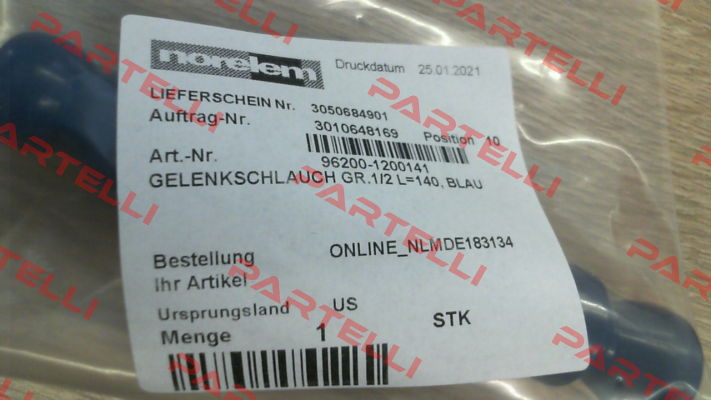 norelem
Druckdatum 25.01.2021
LIEFERSCHEIN Nr. 3050684901
Auftrag-Nr. 3010648169 Position 10
Art.-Nr. 96200-1200141
GELENKSCHLAUCH GR.1/2 L=140, BLAU
Bestellung ONLINE_NLMDE183134
Ihr Artikel
Ursprungsland US
Menge 1 STK
PARTELLI
PARTELLI
PARTELLI
PARTELLI
PARTELLI
PARTELLI
PARTELLI